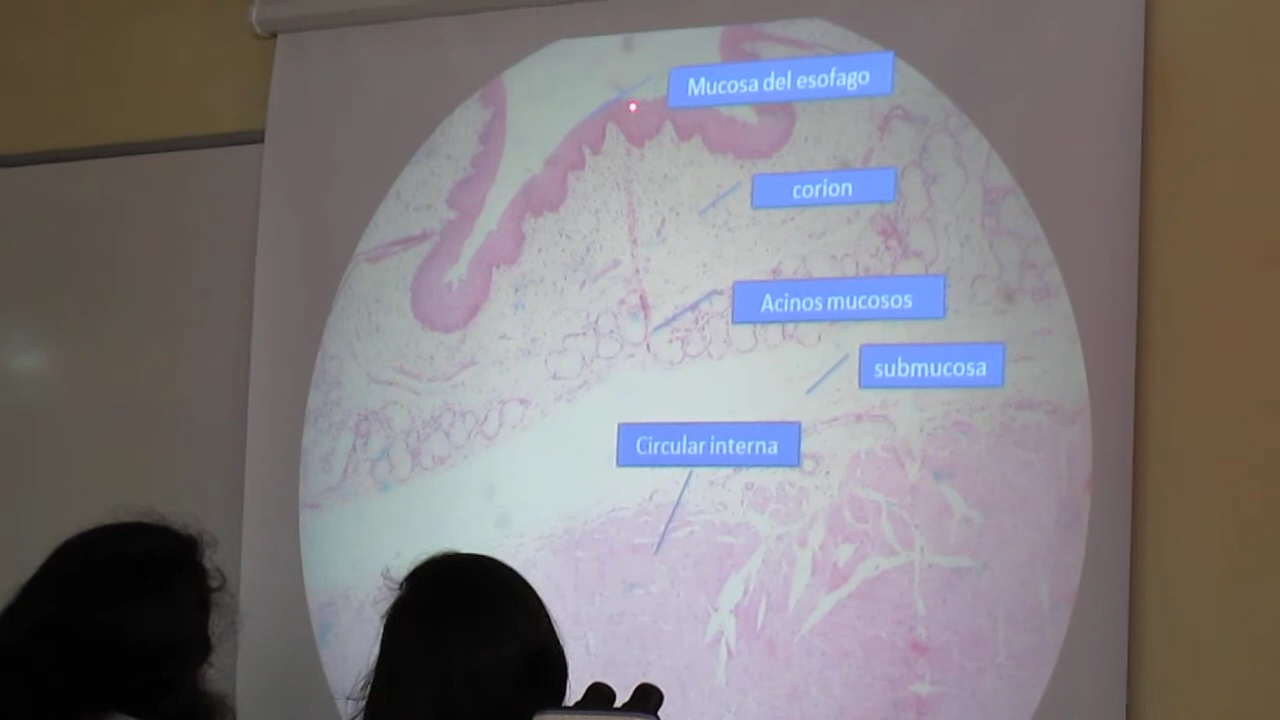 Mucosa del esofago
corion
Acinos mucosos
submucosa
Circular interna